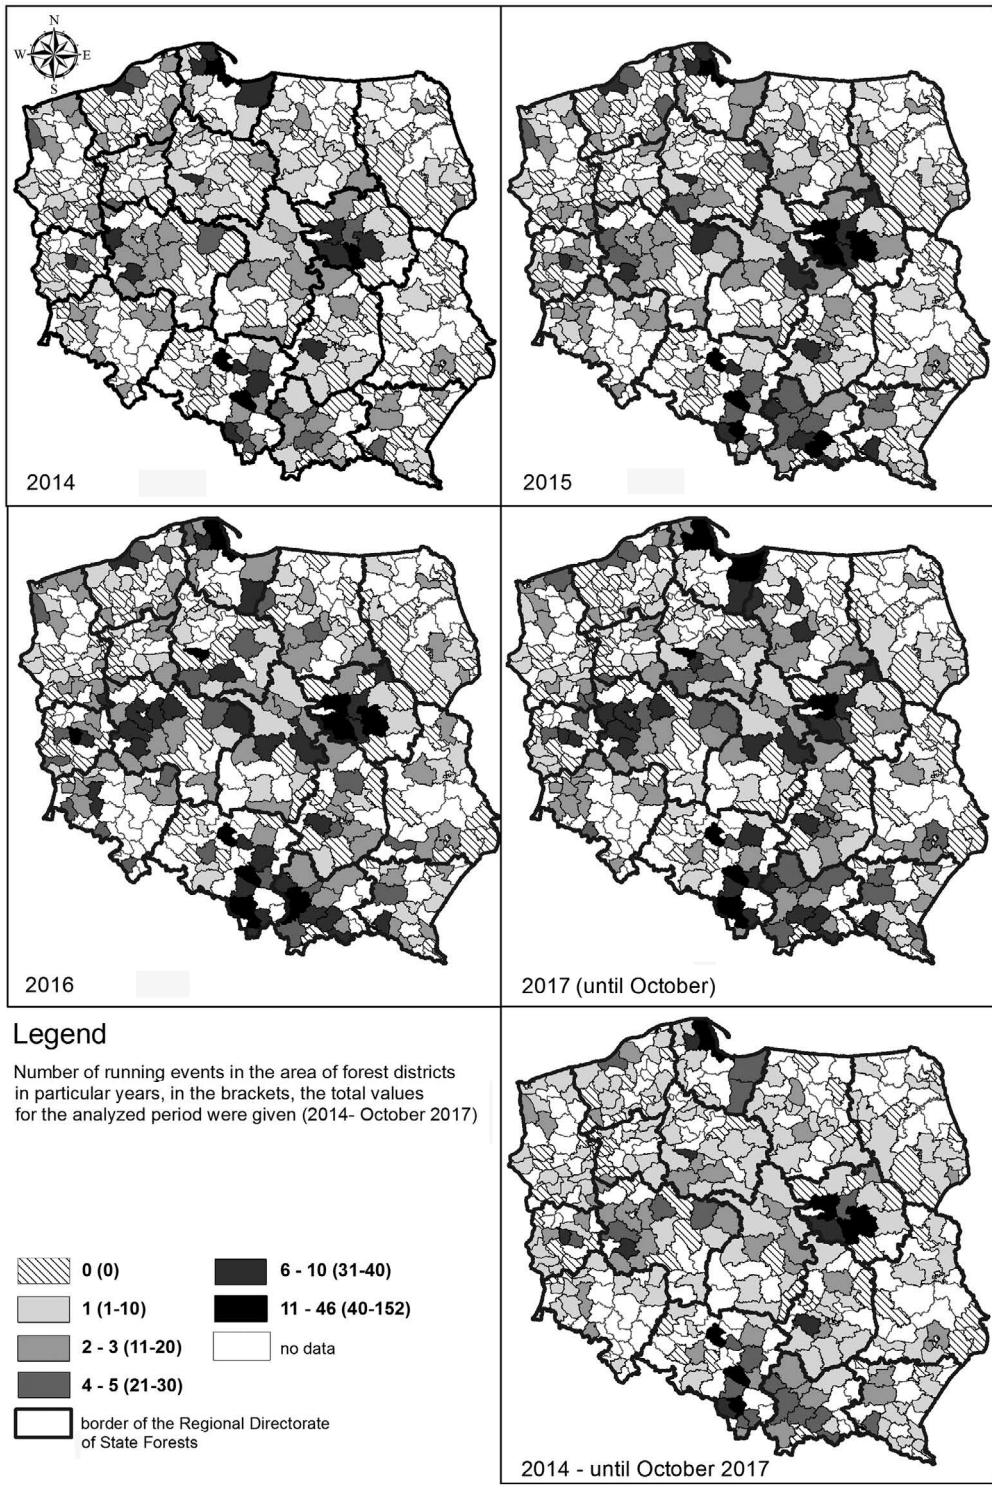 N
W E
S
2014
2015
2016
2017 (until October)
Legend
Number of running events in the area of forest districts
in particular years, in the brackets, the total values
for the analyzed period were given (2014- October 2017)
0 (0)
1 (1-10)
2 - 3 (11-20)
4 - 5 (21-30)
6 - 10 (31-40)
11 - 46 (40-152)
no data
border of the Regional Directorate
of State Forests
2014 - until October 2017